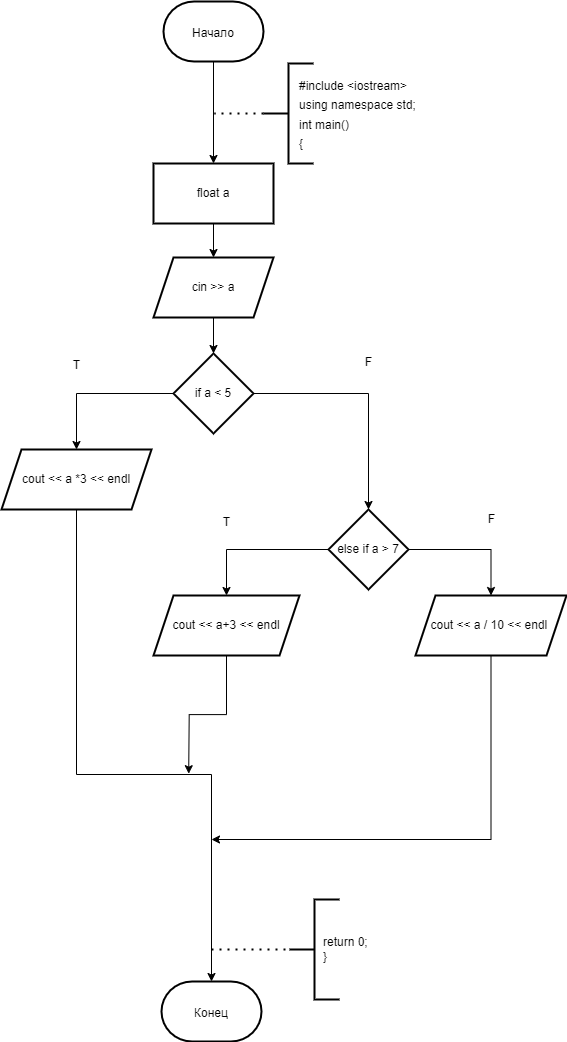 Начало
#include <iostream>
using namespace std;
int main()
{
float a
cin >> a
T
F
if a < 5
cout << a *3 << endl
T
F
else if a > 7
cout << a+3 << endl
cout << a / 10 << endl
return 0;
}
Конец